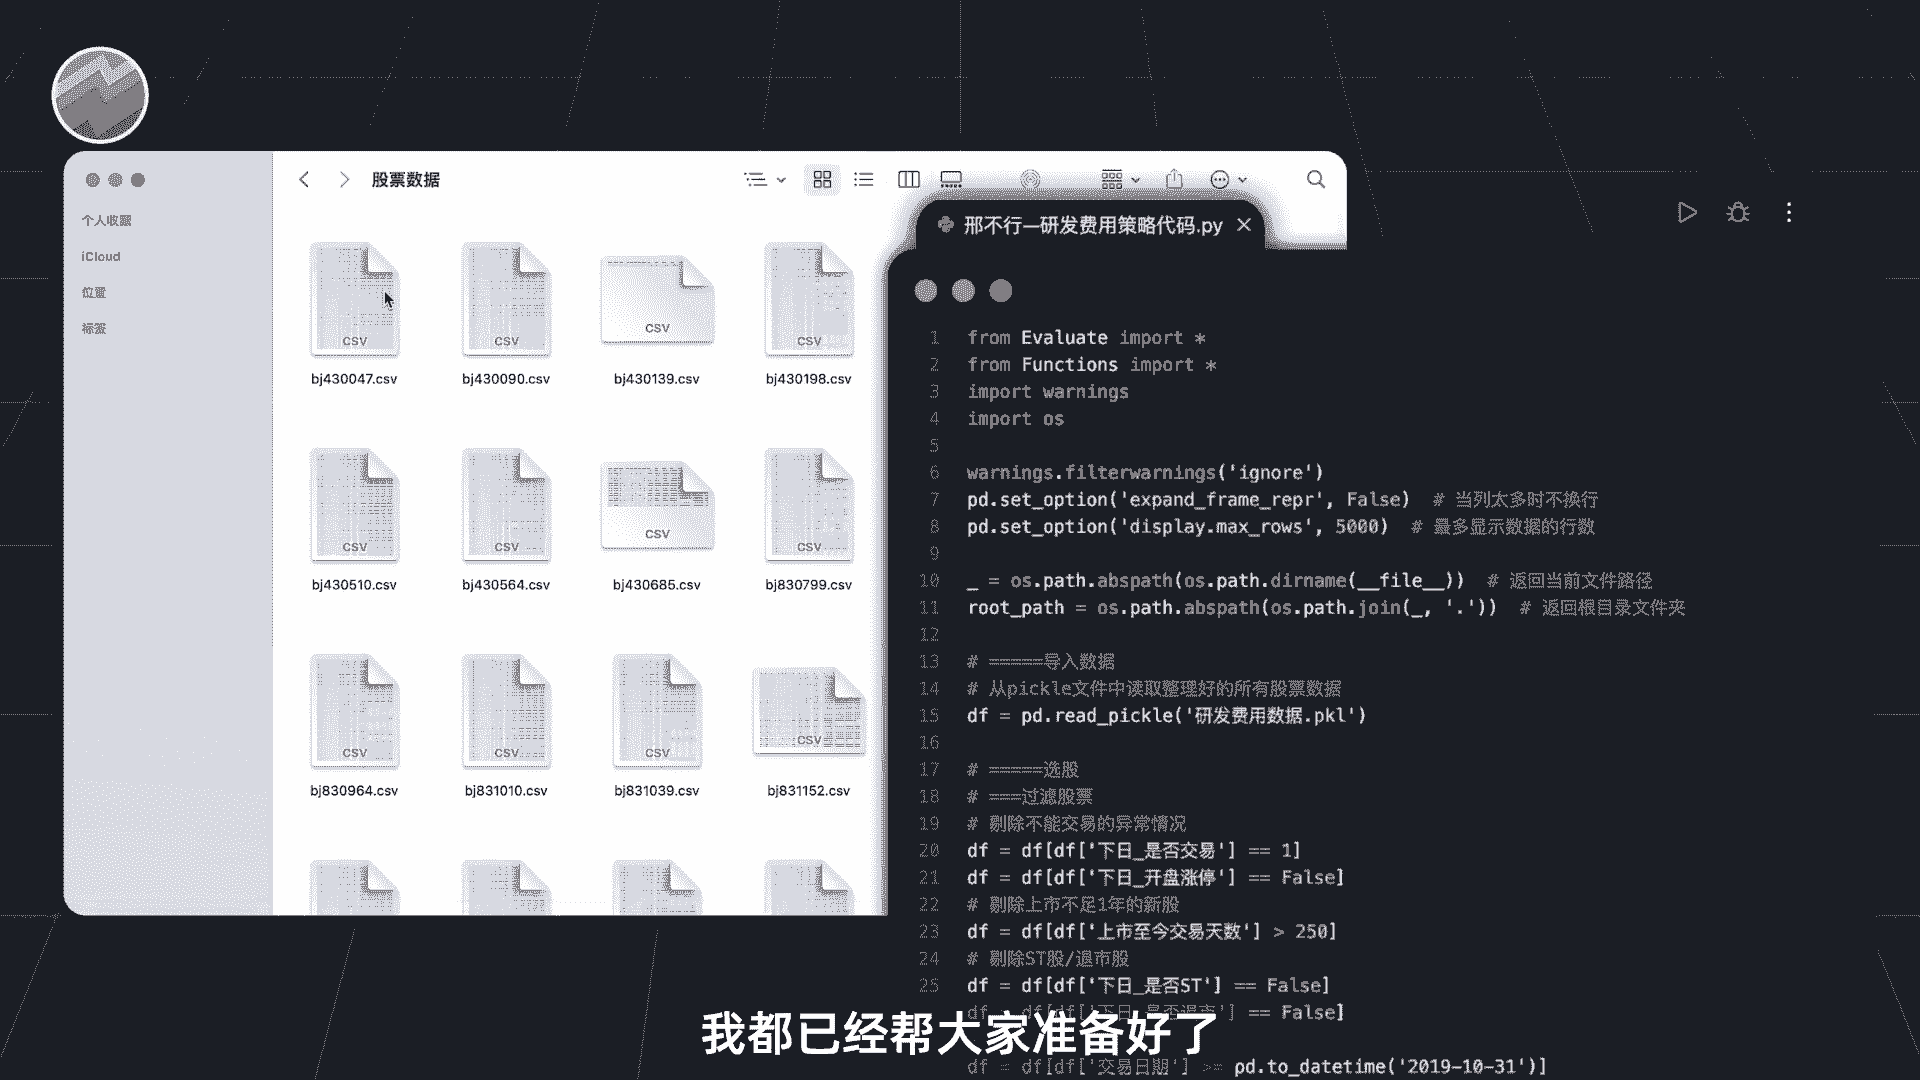 股票数据
个人收藏
iCloud
位置
标签
bj430047.csv
bj430090.csv
bj430139.csv
bj430198.csv
bj430510.csv
bj430564.csv
bj430685.csv
bj830799.csv
bj830964.csv
bj831010.csv
bj831039.csv
bj831152.csv
CSV
CSV
CSV
CSV
CSV
CSV
CSV
CSV
CSV
CSV
CSV
CSV
邢不行—研发费用策略代码.py
1 from Evaluate import *
2 from Functions import *
3 import warnings
4 import os
5
6 warnings.filterwarnings('ignore')
7 pd.set_option('expand_frame_repr', False)  # 当列太多时不换行
8 pd.set_option('display.max_rows', 5000)  # 最多显示数据的行数
9
10 _ = os.path.abspath(os.path.dirname(__file__))  # 返回当前文件路径
11 root_path = os.path.abspath(os.path.join(_, '.'))  # 返回根目录文件夹
12
13 # =====导入数据
14 # 从pickle文件中读取整理好的所有股票数据
15 df = pd.read_pickle('研发费用数据.pkl')
16
17 # =====选股
18 # ===过滤股票
19 # 剔除不能交易的异常情况
20 df = df[df['下日_是否交易'] == 1]
21 df = df[df['下日_开盘涨停'] == False]
22 # 剔除上市不足1年的新股
23 df = df[df['上市至今交易天数'] > 250]
24 # 剔除ST股/退市股
25 df = df[df['下日_是否ST'] == False]
df = df[df['下日_是否退市'] == False]
df = df[df['交易日期'] >= pd.to_datetime('2019-10-31')]
我都已经帮大家准备好了